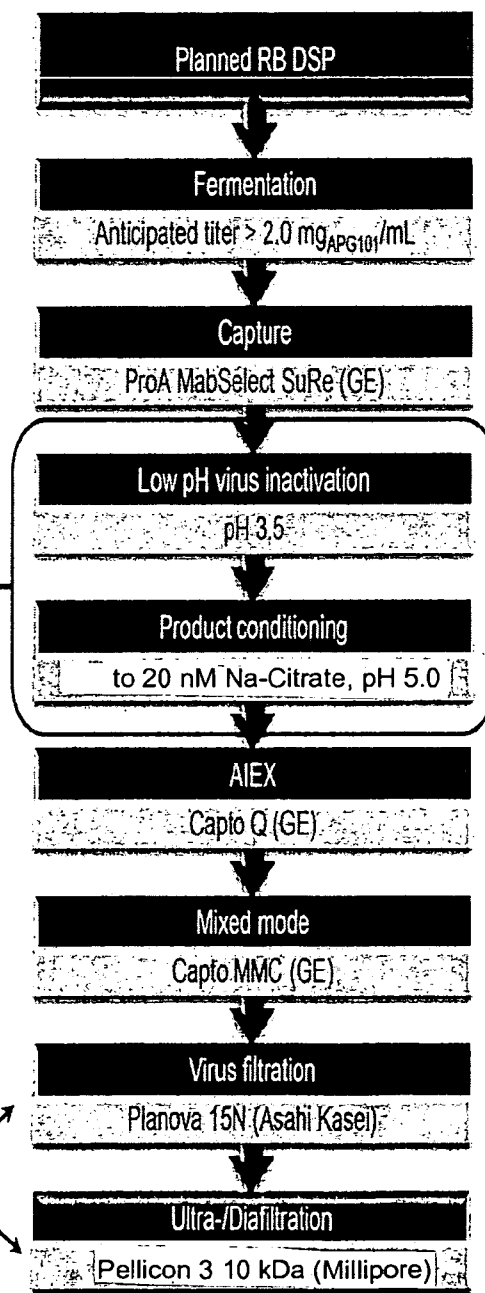 Planned RB DSP
Fermentation
Anticipated titer > 2,0 mg_APG101/mL
Capture
ProA MabSelect SuRe (GE)
Low pH virus inactivation
pH 3,5
Product conditioning
to 20 nM Na-Citrate, pH 5.0
AIEX
Capto Q (GE)
Mixed mode
Capto MMC (GE)
Virus filtration
Planova 15N (Asahi Kasei)
Ultra-/Diafiltration
Pellicon 3 10 kDa (Millipore)